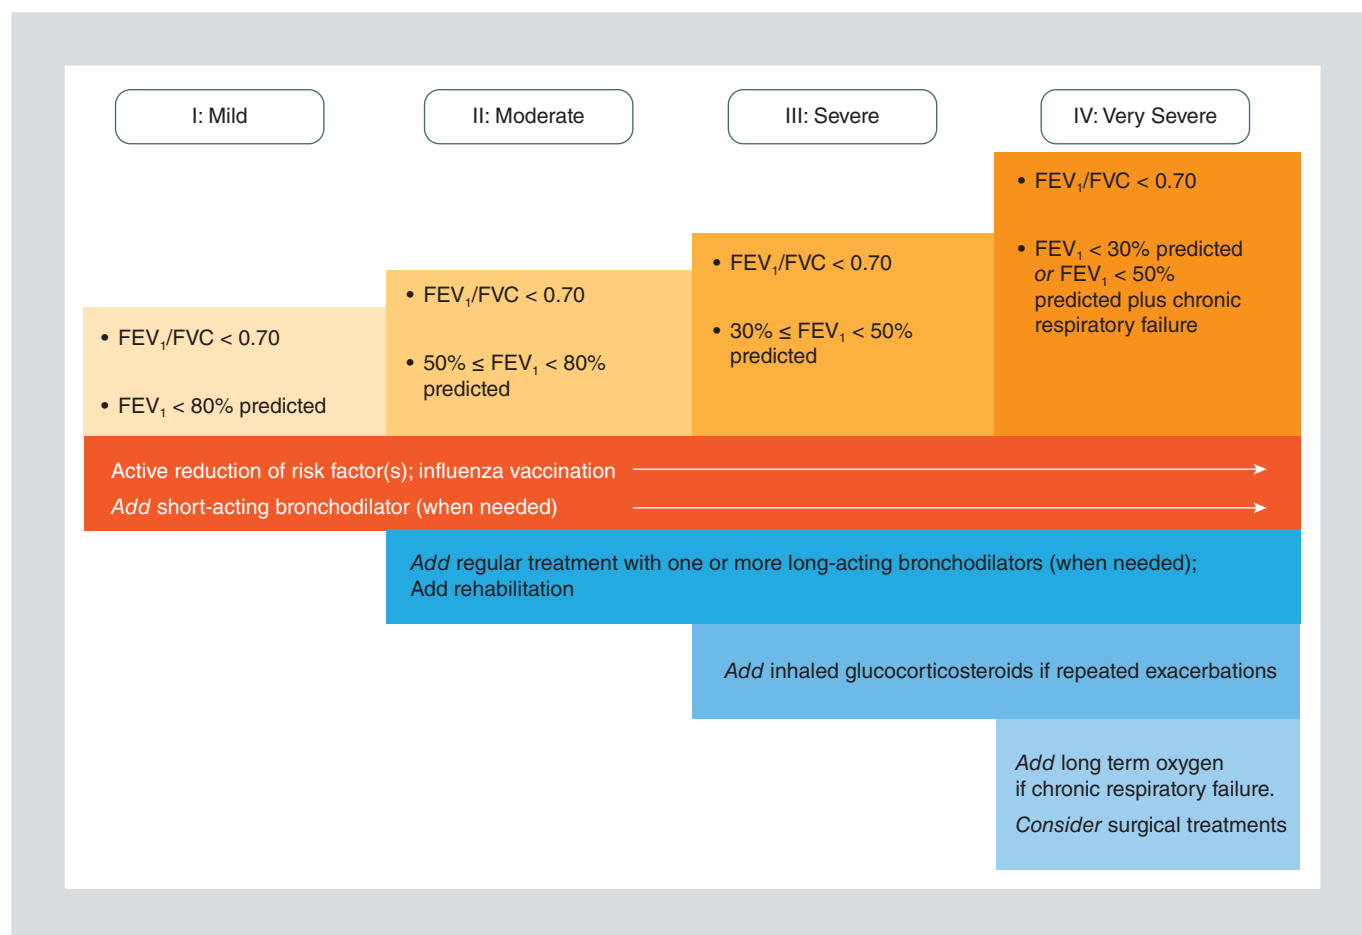 I: Mild
II: Moderate
III: Severe
IV: Very Severe
• FEV₁/FVC < 0.70
• FEV₁ < 80% predicted
• FEV₁/FVC < 0.70
• 50% ≤ FEV₁ < 80%
predicted
• FEV₁/FVC < 0.70
• 30% ≤ FEV₁ < 50%
predicted
• FEV₁/FVC < 0.70
• FEV₁ < 30% predicted
or FEV₁ < 50%
predicted plus chronic
respiratory failure
Active reduction of risk factor(s); influenza vaccination
Add short-acting bronchodilator (when needed)
Add regular treatment with one or more long-acting bronchodilators (when needed);
Add rehabilitation
Add inhaled glucocorticosteroids if repeated exacerbations
Add long term oxygen
if chronic respiratory failure.
Consider surgical treatments